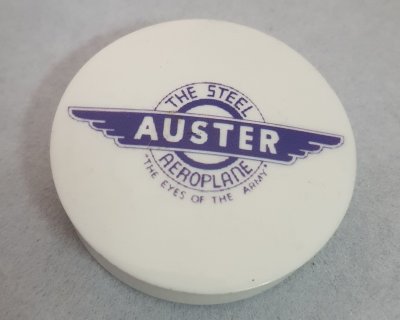 THE STEEL
AUSTER
AEROPLANE
"THE EYES OF THE ARMY"